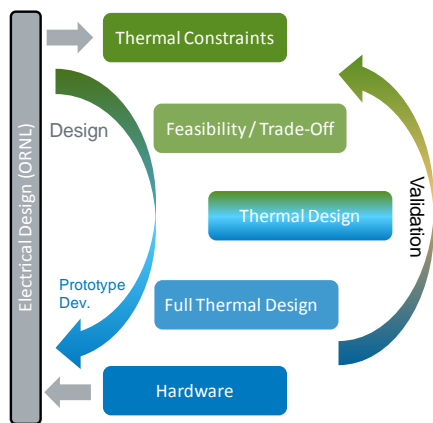 Electrical Design (ORNL)
Thermal Constraints
Design
Feasibility / Trade-Off
Thermal Design
Validation
Prototype
Dev.
Full Thermal Design
Hardware